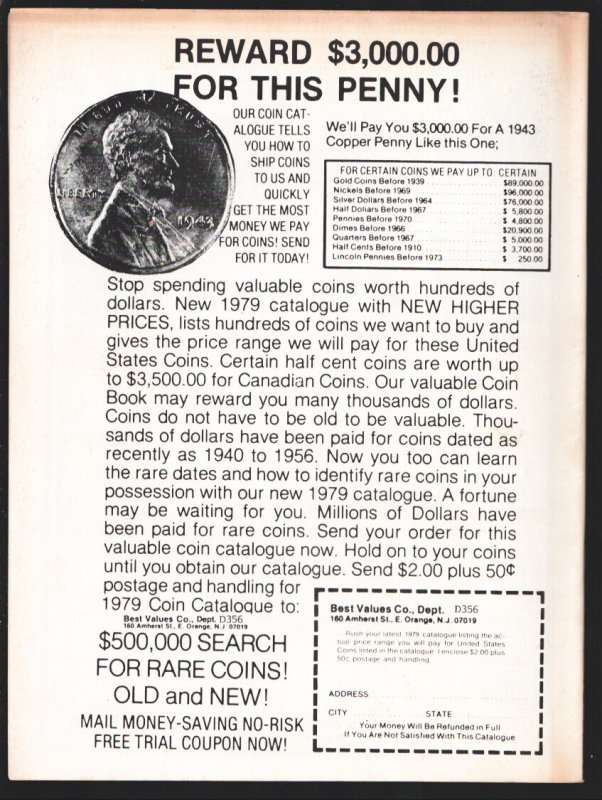 REWARD $3,000.00
FOR THIS PENNY!
1943
OUR COIN CAT-
ALOGUE TELLS
YOU HOW TO
SHIP COINS
TO US AND
QUICKLY
GET THE MOST
MONEY WE PAY
FOR COINS! SEND
FOR IT TODAY!
We'll Pay You $3,000.00 For A 1943
Copper Penny Like this One;
FOR CERTAIN COINS WE PAY UP TO: CERTAIN
Gold Coins Before 1939 $89,000.00
Nickels Before 1969 $96,000.00
Silver Dollars Before 1964 $76,000.00
Half Dollars Before 1967 $ 5,800.00
Pennies Before 1970 $ 4,800.00
Dimes Before 1966 $20,900.00
Quarters Before 1967 $ 5,000.00
Half Cents Before 1910 $ 3,700.00
Lincoln Pennies Before 1973 $ 250.00
Stop spending valuable coins worth hundreds of
dollars. New 1979 catalogue with NEW HIGHER
PRICES, lists hundreds of coins we want to buy and
gives the price range we will pay for these United
States Coins. Certain half cent coins are worth up
to $3,500.00 for Canadian Coins. Our valuable Coin
Book may reward you many thousands of dollars.
Coins do not have to be old to be valuable. Thou-
sands of dollars have been paid for coins dated as
recently as 1940 to 1956. Now you too can learn
the rare dates and how to identify rare coins in your
possession with our new 1979 catalogue. A fortune
may be waiting for you. Millions of Dollars have
been paid for rare coins. Send your order for this
valuable coin catalogue now. Hold on to your coins
until you obtain our catalogue. Send $2.00 plus 50¢
postage and handling for
1979 Coin Catalogue to:
Best Values Co., Dept. D356
160 Amherst St., E. Orange, N.J. 07019
$500,000 SEARCH
FOR RARE COINS!
OLD and NEW!
MAIL MONEY-SAVING NO-RISK
FREE TRIAL COUPON NOW!
Best Values Co., Dept. D356
160 Amherst St., E. Orange, N.J. 07019
Rush your latest 1979 catalogue listing the ac-
tual price range you will pay for United States
Coins listed in the catalogue. I enclose $2.00 plus
50¢ postage and handling.
ADDRESS
CITY STATE
Your Money Will Be Refunded in Full
If You Are Not Satisfied With This Catalogue